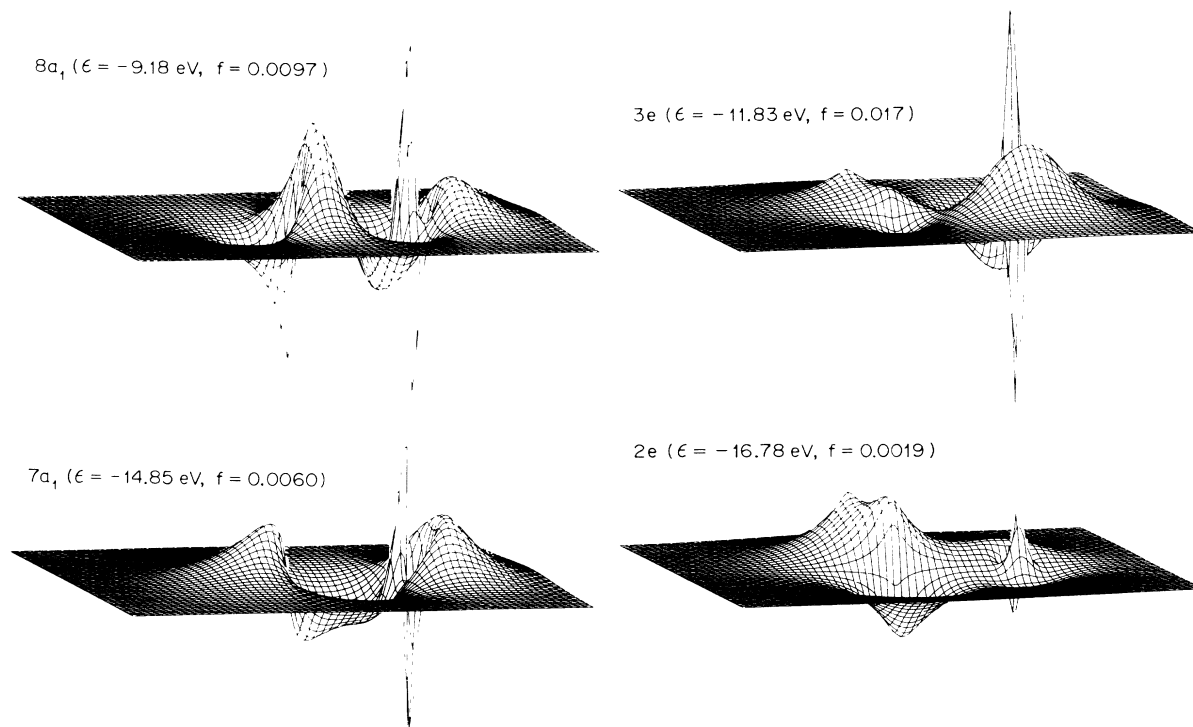 8a₁ (ϵ = −9.18 eV, f = 0.0097)
3e (ϵ = −11.83 eV, f = 0.017)
7a₁ (ϵ = −14.85 eV, f = 0.0060)
2e (ϵ = −16.78 eV, f = 0.0019)